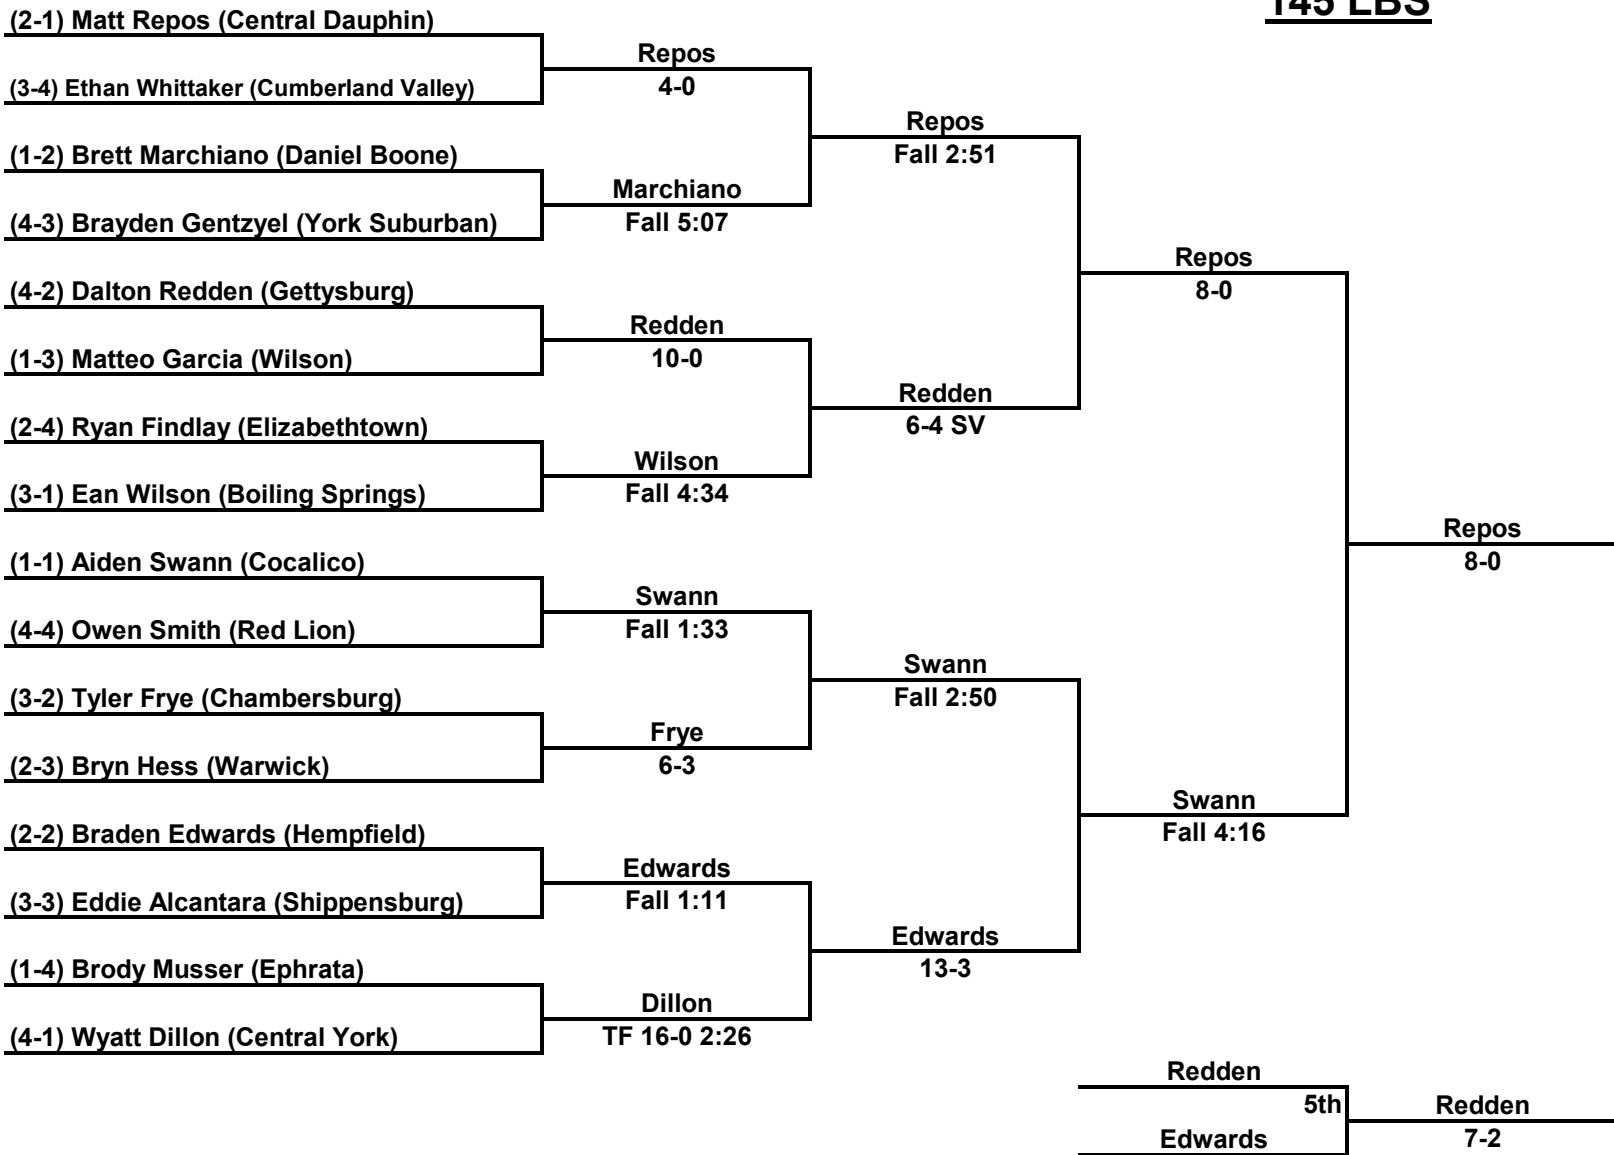 145 LBS
(2-1) Matt Repos (Central Dauphin)
(3-4) Ethan Whittaker (Cumberland Valley)
(1-2) Brett Marchiano (Daniel Boone)
(4-3) Brayden Gentzyel (York Suburban)
(4-2) Dalton Redden (Gettysburg)
(1-3) Matteo Garcia (Wilson)
(2-4) Ryan Findlay (Elizabethtown)
(3-1) Ean Wilson (Boiling Springs)
(1-1) Aiden Swann (Cocalico)
(4-4) Owen Smith (Red Lion)
(3-2) Tyler Frye (Chambersburg)
(2-3) Bryn Hess (Warwick)
(2-2) Braden Edwards (Hempfield)
(3-3) Eddie Alcantara (Shippensburg)
(1-4) Brody Musser (Ephrata)
(4-1) Wyatt Dillon (Central York)
Repos
4-0
Marchiano
Fall 5:07
Redden
10-0
Wilson
Fall 4:34
Swann
Fall 1:33
Frye
6-3
Edwards
Fall 1:11
Dillon
TF 16-0 2:26
Repos
Fall 2:51
Redden
6-4 SV
Swann
Fall 2:50
Edwards
13-3
Repos
8-0
Swann
Fall 4:16
Repos
8-0
Redden
5th
Edwards
Redden
7-2